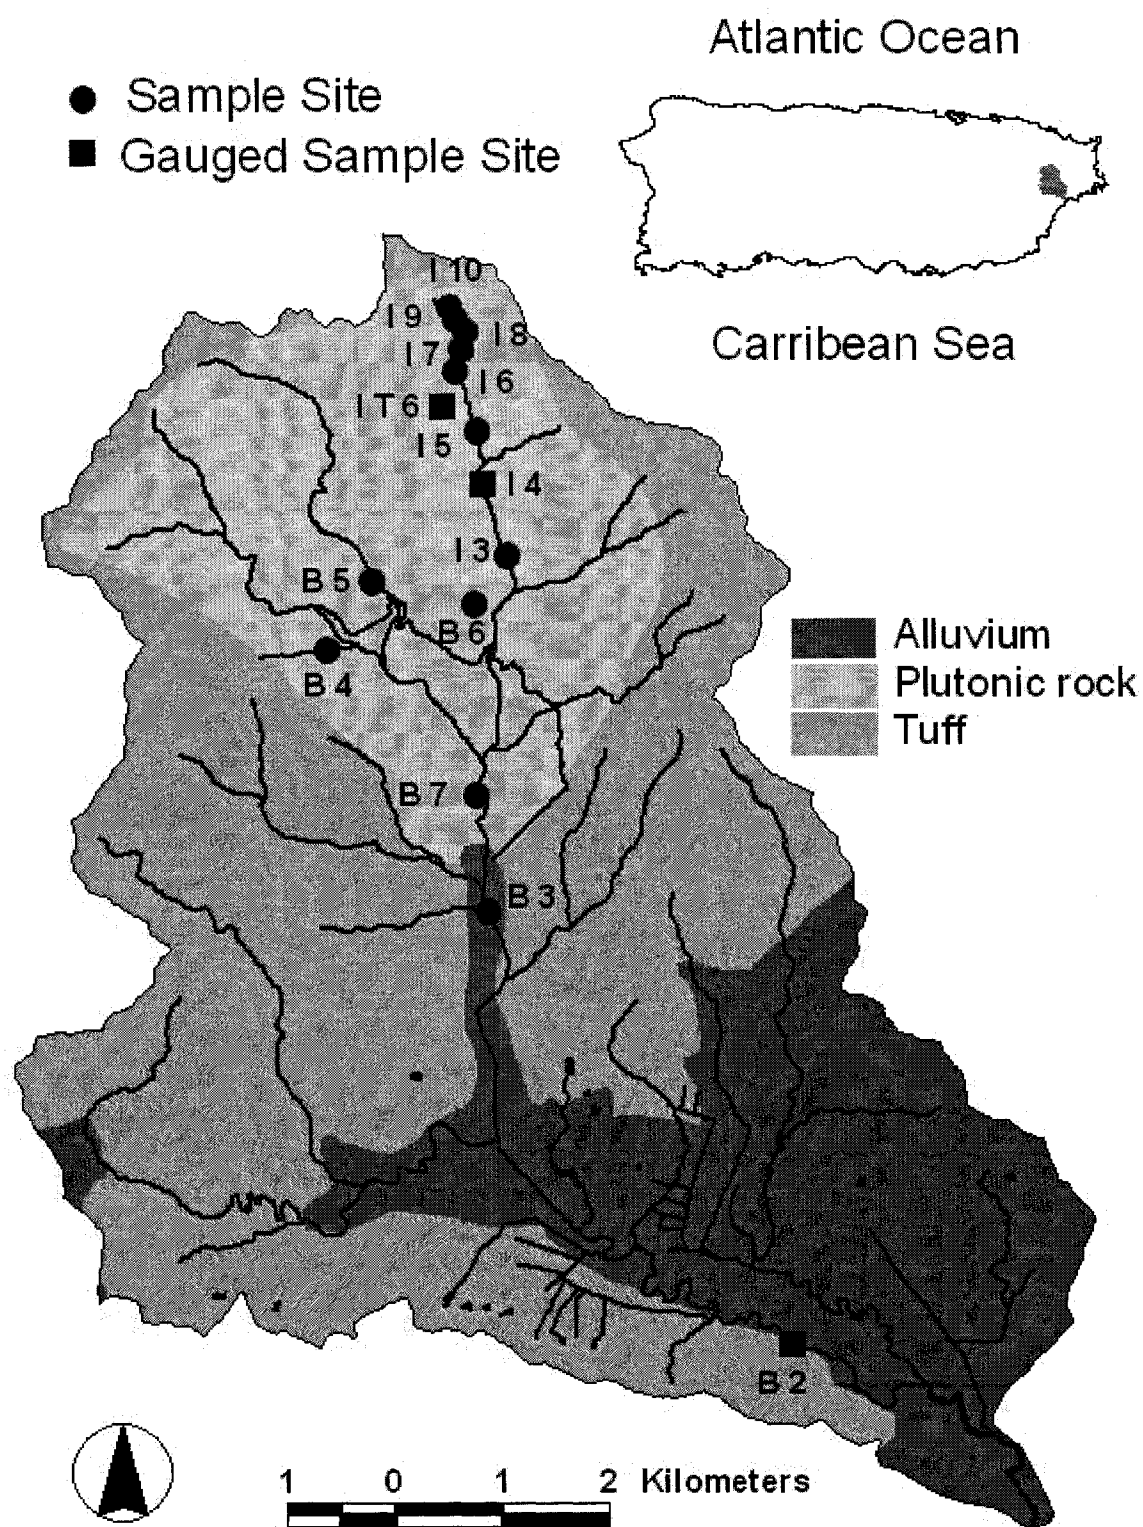 Atlantic Ocean
Sample Site
Gauged Sample Site
Carribean Sea
I 10
I 9
I 8
I 7
I 6
I T 6
I 5
I 4
I 3
B 5
B 6
B 4
Alluvium
Plutonic rock
Tuff
B 7
B 3
B 2
1 0 1 2 Kilometers